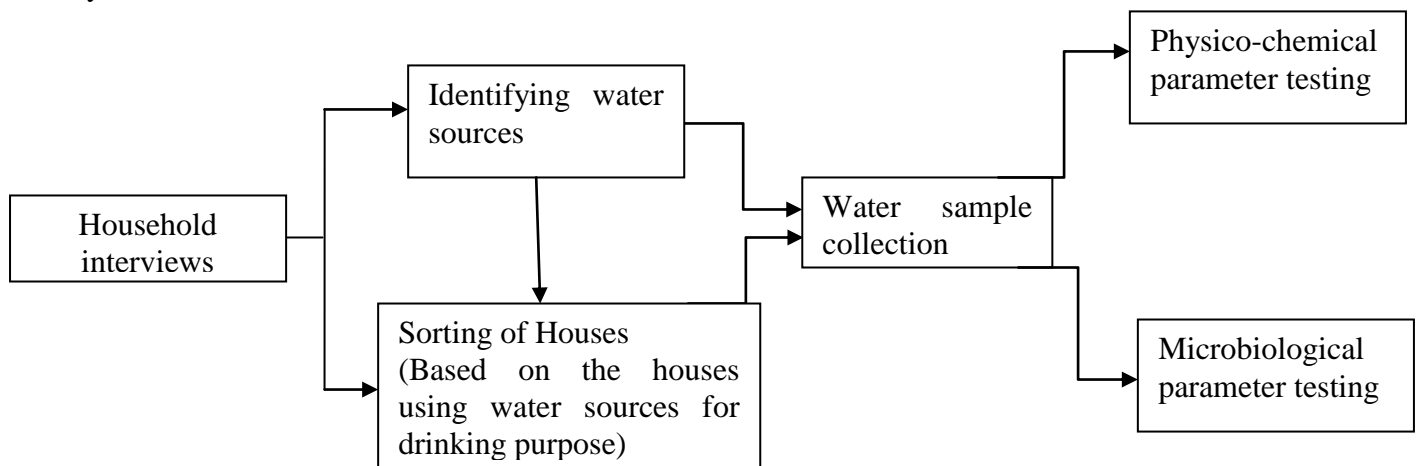 Household
interviews
Identifying water
sources
Sorting of Houses
(Based on the houses
using water sources for
drinking purpose)
Water sample
collection
Physico-chemical
parameter testing
Microbiological
parameter testing